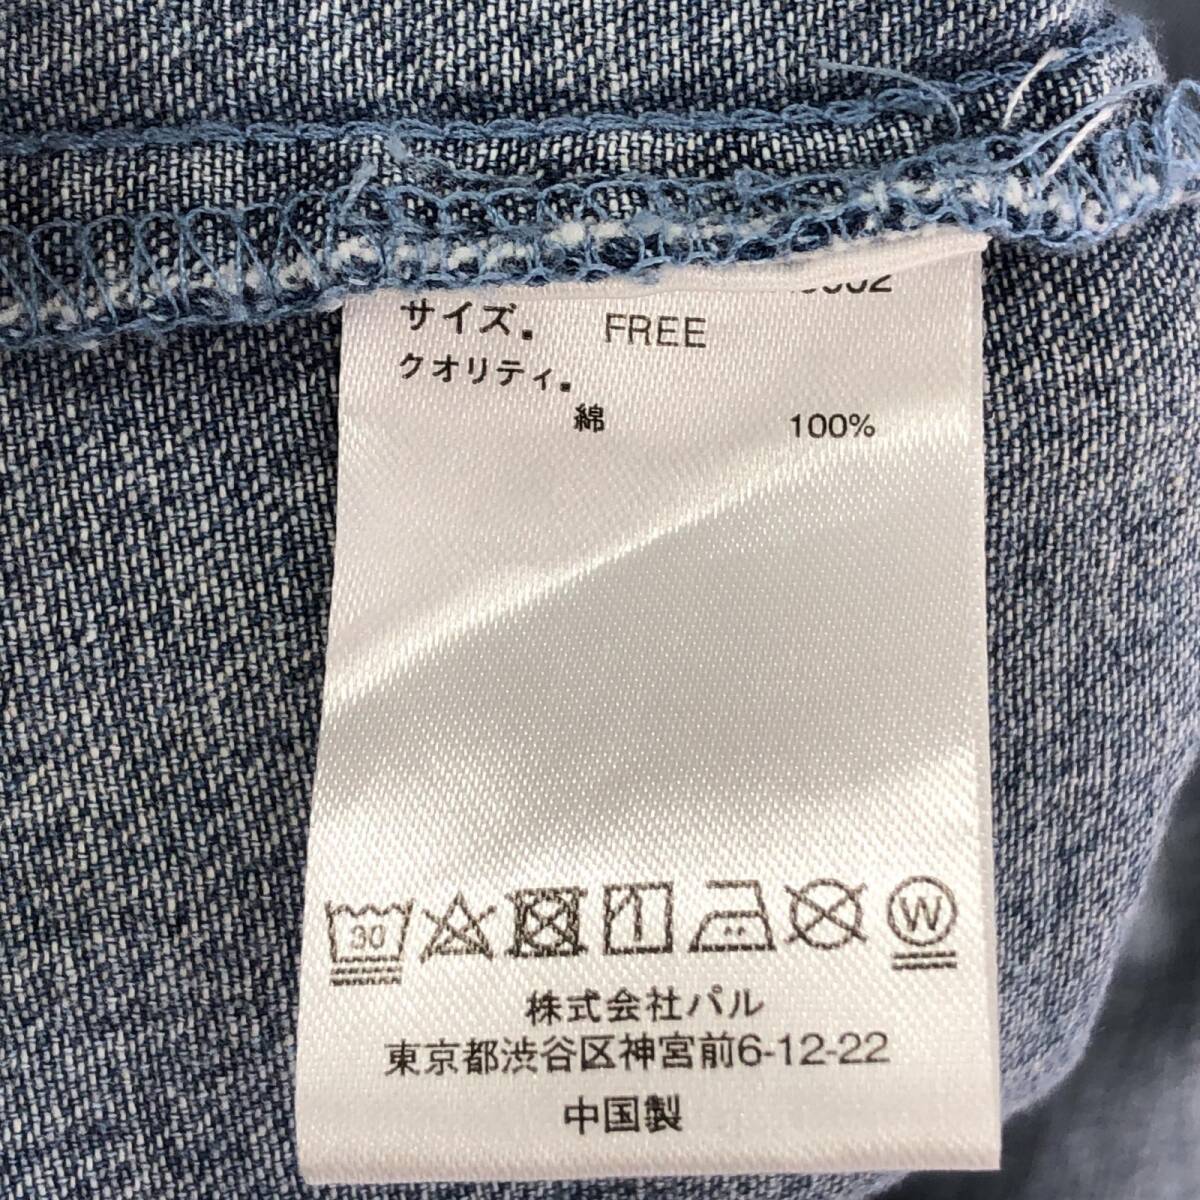 サイズ. FREE
クオリティ.
綿 100%
30
W
株式会社パル
東京都渋谷区神宮前6-12-22
中国製